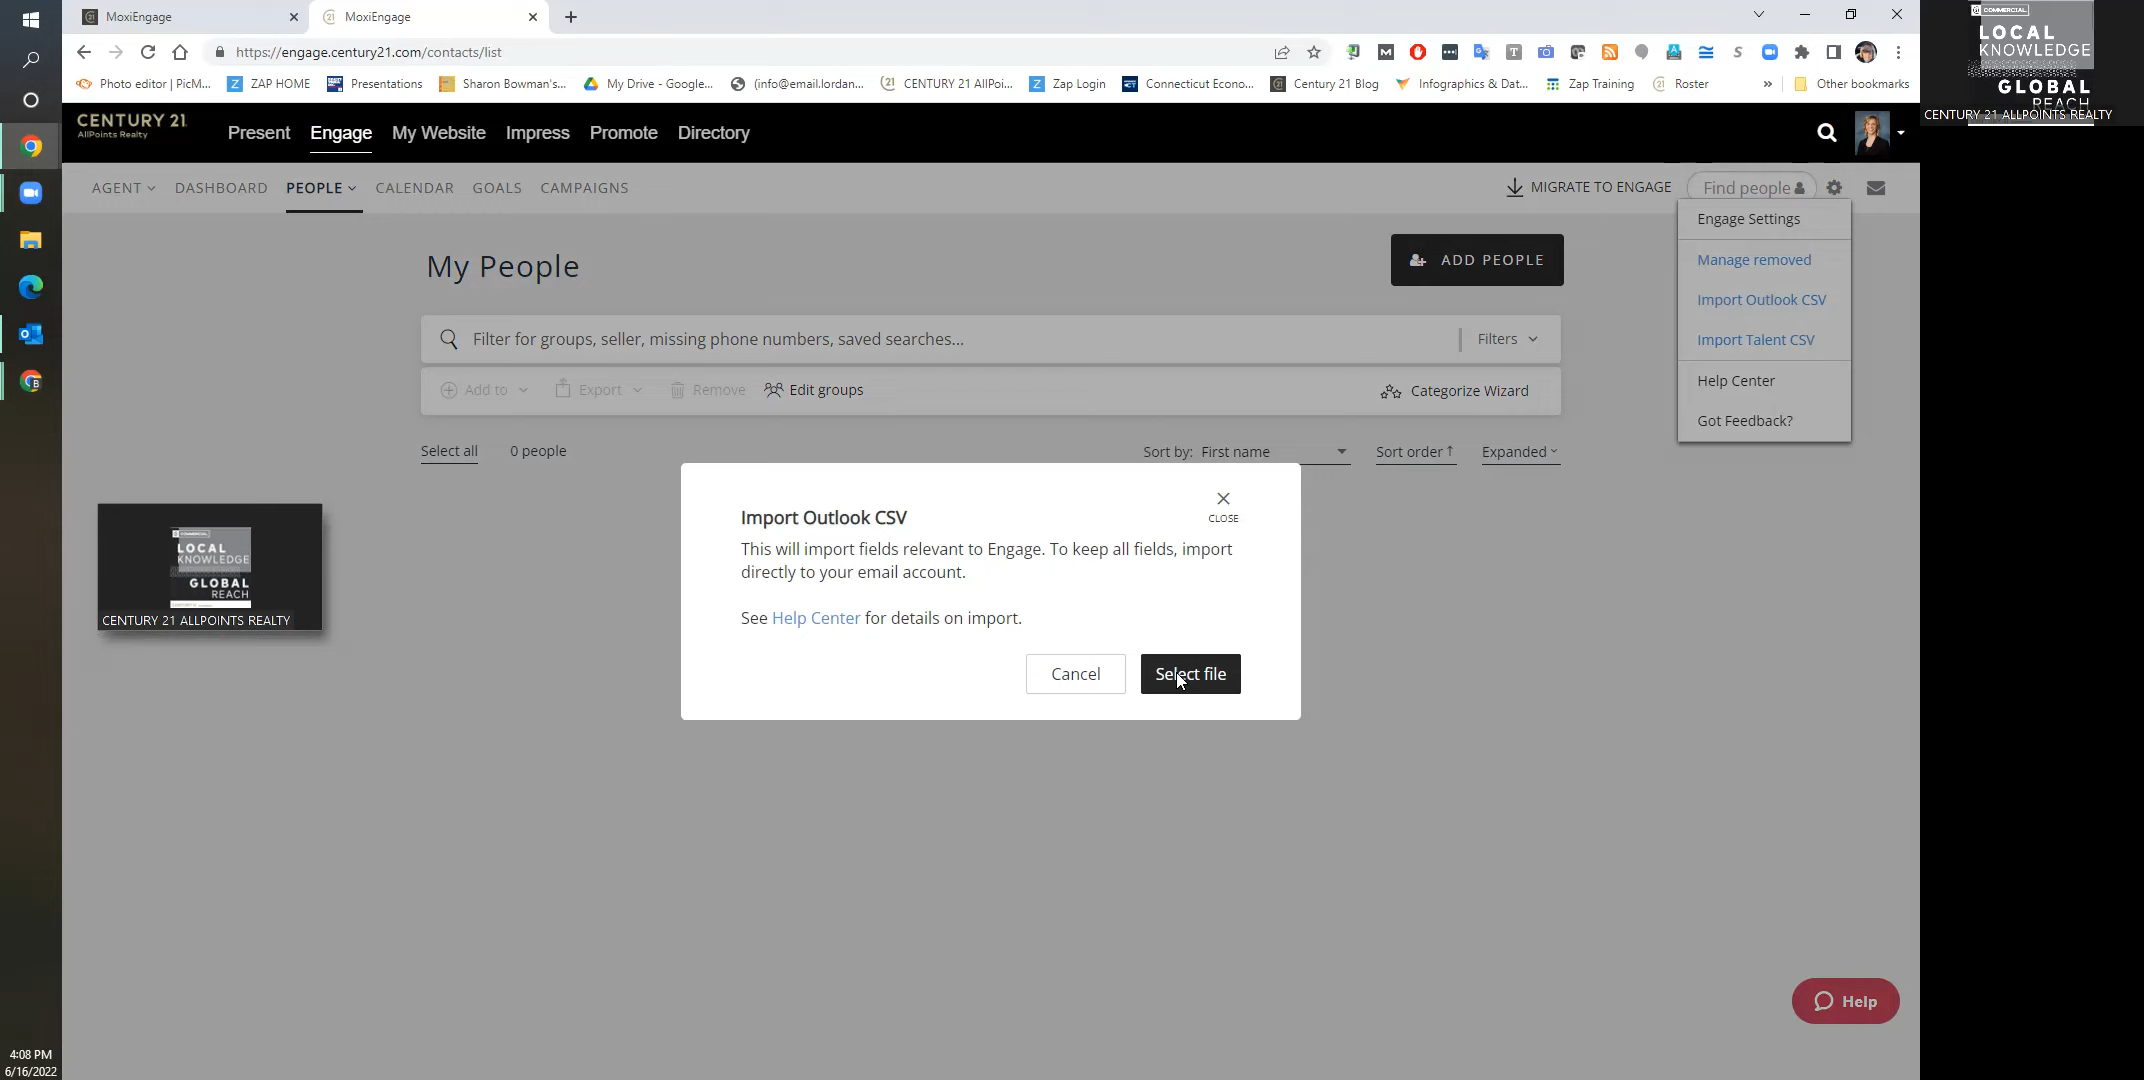 MoxiEngage
MoxiEngage
https://engage.century21.com/contacts/list
Photo editor | PicM...
ZAP HOME
Presentations
Sharon Bowman's...
My Drive - Google...
(info@email.lordan...
CENTURY 21 AllPoi...
Zap Login
Connecticut Econo...
Century 21 Blog
Infographics & Dat...
Zap Training
Roster
»
Other bookmarks
CENTURY 21
AllPoints Realty
Present
Engage
My Website
Impress
Promote
Directory
AGENT
DASHBOARD
PEOPLE
CALENDAR
GOALS
CAMPAIGNS
MIGRATE TO ENGAGE
Find people
Engage Settings
Manage removed
Import Outlook CSV
Import Talent CSV
Help Center
Got Feedback?
My People
ADD PEOPLE
Filter for groups, seller, missing phone numbers, saved searches...
Filters
Add to
Export
Remove
Edit groups
Categorize Wizard
Select all
0 people
Sort by: First name
Sort order
Expanded
Import Outlook CSV
CLOSE
This will import fields relevant to Engage. To keep all fields, import
directly to your email account.
See Help Center for details on import.
Cancel
Select file
COMMERCIAL
LOCAL
KNOWLEDGE
GLOBAL
REACH
CENTURY 21 ALLPOINTS REALTY
COMMERCIAL
LOCAL
KNOWLEDGE
GLOBAL
REACH
CENTURY 21 ALLPOINTS REALTY
Help
4:08 PM
6/16/2022